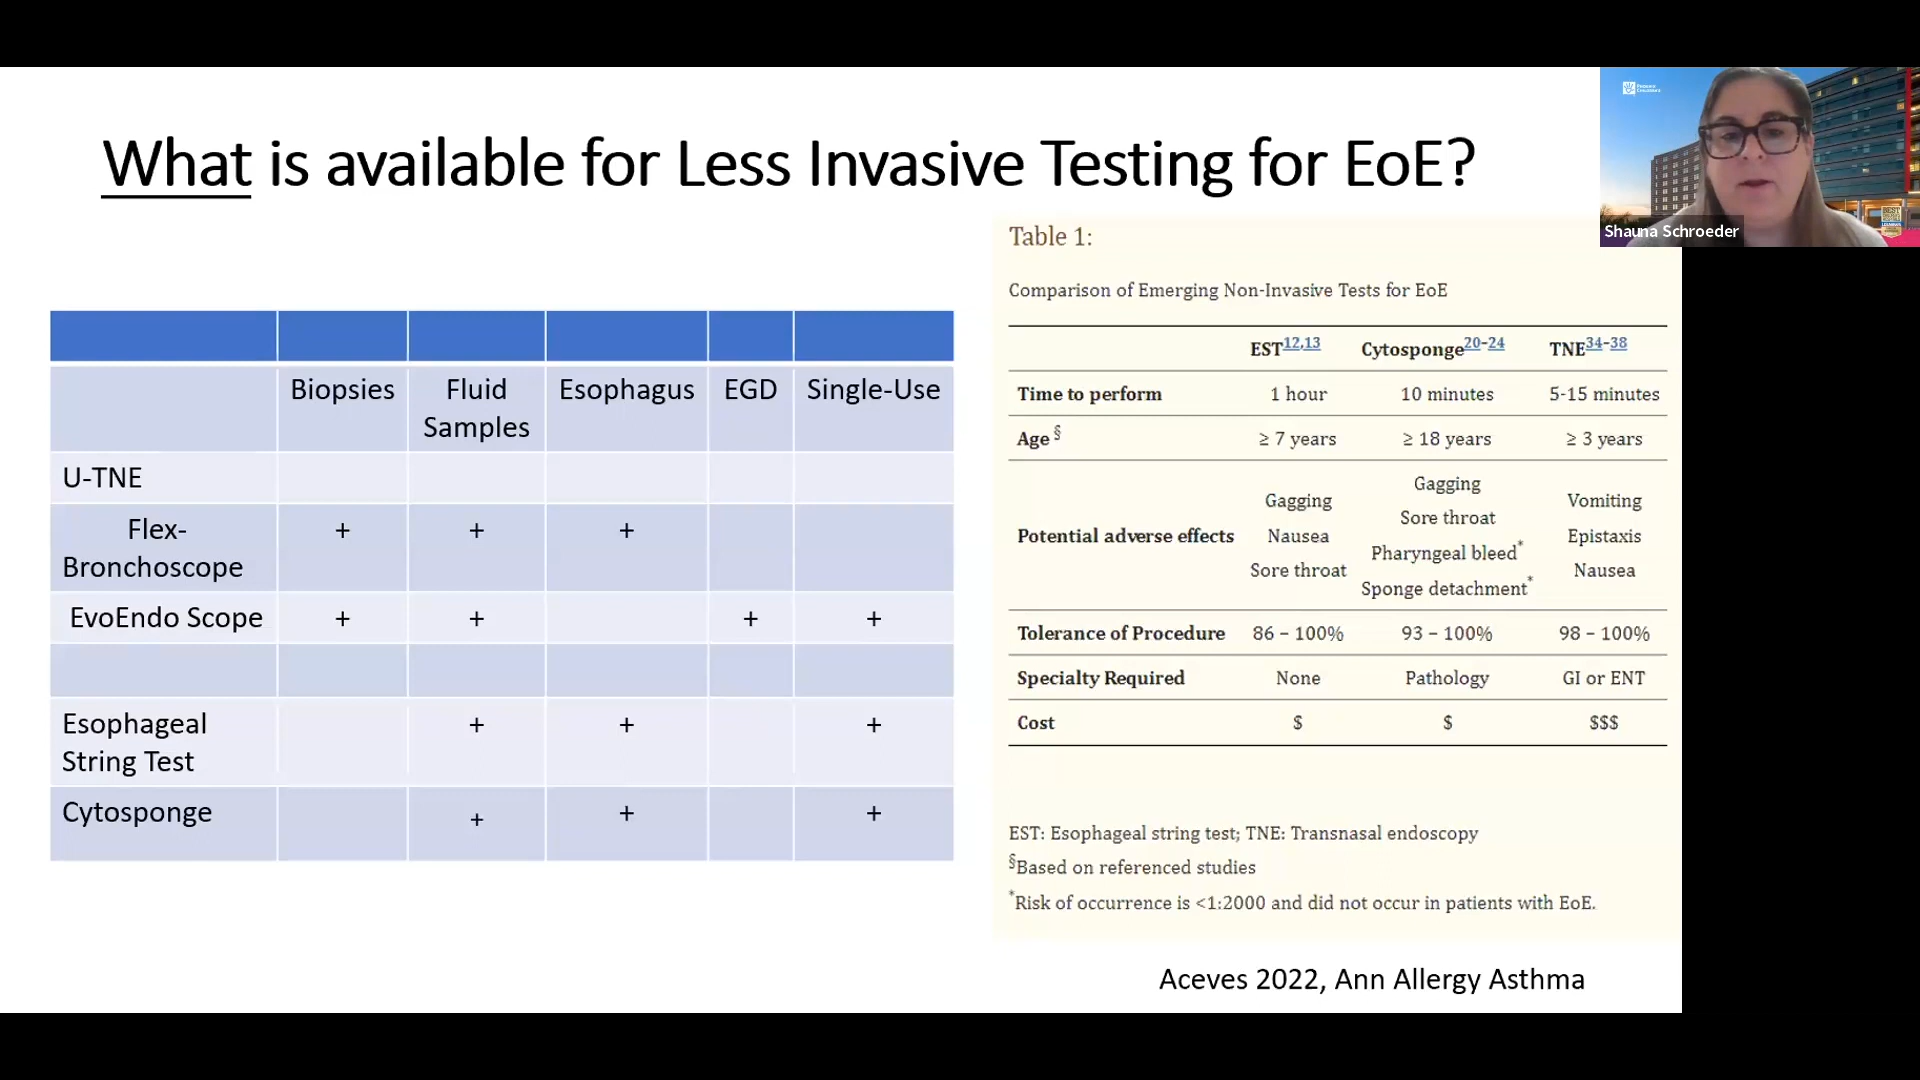 What is available for Less Invasive Testing for EoE?
Shauna Schroeder
Biopsies Fluid Samples Esophagus EGD Single-Use
U-TNE
Flex-Bronchoscope + + +
EvoEndo Scope + + + +
Esophageal String Test + + +
Cytosponge + + +
Table 1:
Comparison of Emerging Non-Invasive Tests for EoE
EST12,13 Cytosponge20–24 TNE34–38
Time to perform 1 hour 10 minutes 5-15 minutes
Age § ≥ 7 years ≥ 18 years ≥ 3 years
Potential adverse effects
Gagging
Nausea
Sore throat
Gagging
Sore throat
Pharyngeal bleed*
Sponge detachment*
Vomiting
Epistaxis
Nausea
Tolerance of Procedure 86 – 100% 93 – 100% 98 – 100%
Specialty Required None Pathology GI or ENT
Cost $ $ $$$
EST: Esophageal string test; TNE: Transnasal endoscopy
§Based on referenced studies
*Risk of occurrence is <1:2000 and did not occur in patients with EoE.
Aceves 2022, Ann Allergy Asthma